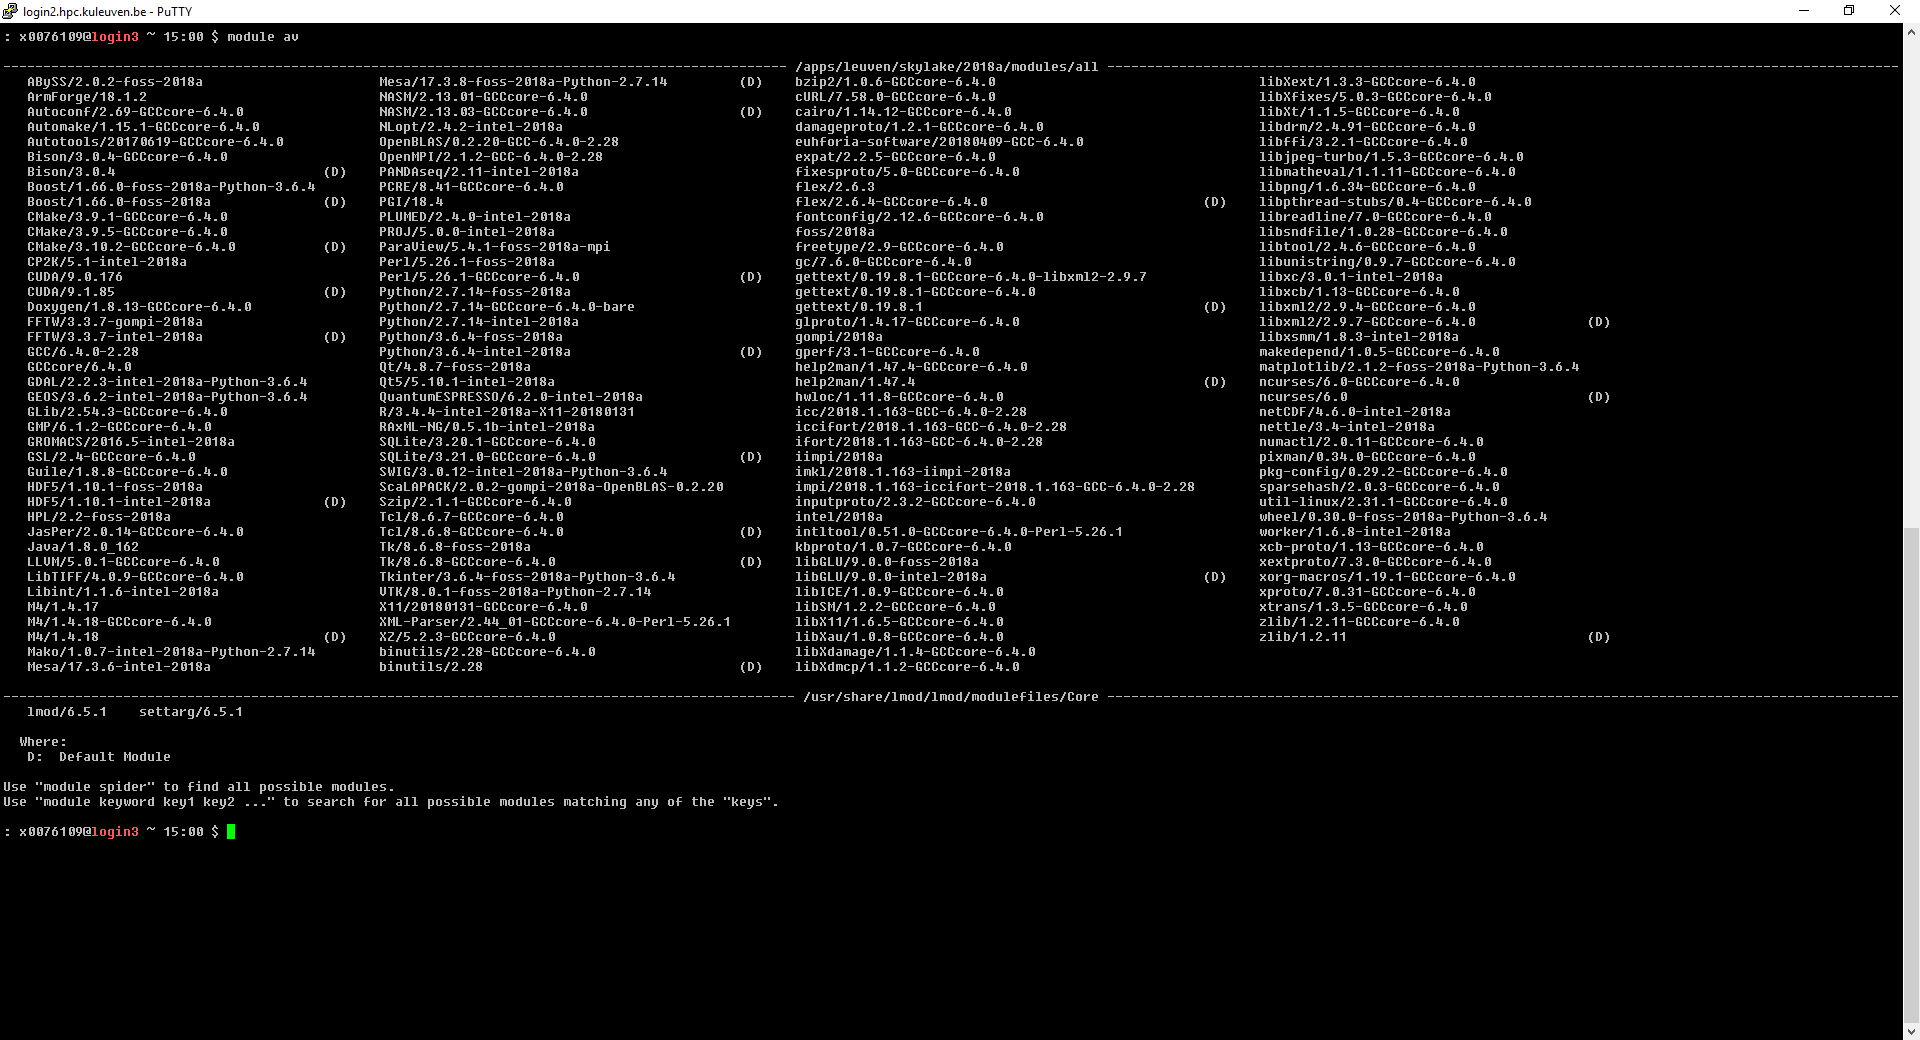 login2.hpc.kuleuven.be - PuTTY
: x0076109@login3 ~ 15:00 $ module av
--------------------------------------------------------------------------------------------------- /apps/leuven/skylake/2018a/modules/all ---------------------------------------------------------------------------------------------------
ABySS/2.0.2-foss-2018a Mesa/17.3.8-foss-2018a-Python-2.7.14 (D) bzip2/1.0.6-GCCcore-6.4.0 libXext/1.3.3-GCCcore-6.4.0
ArmForge/18.1.2 NASM/2.13.01-GCCcore-6.4.0 cURL/7.58.0-GCCcore-6.4.0 libXfixes/5.0.3-GCCcore-6.4.0
Autoconf/2.69-GCCcore-6.4.0 NASM/2.13.03-GCCcore-6.4.0 (D) cairo/1.14.12-GCCcore-6.4.0 libXt/1.1.5-GCCcore-6.4.0
Automake/1.15.1-GCCcore-6.4.0 NLopt/2.4.2-intel-2018a damageproto/1.2.1-GCCcore-6.4.0 libdrm/2.4.91-GCCcore-6.4.0
Autotools/20170619-GCCcore-6.4.0 OpenBLAS/0.2.20-GCC-6.4.0-2.28 euhforia-software/20180409-GCC-6.4.0 libffi/3.2.1-GCCcore-6.4.0
Bison/3.0.4-GCCcore-6.4.0 OpenMPI/2.1.2-GCC-6.4.0-2.28 expat/2.2.5-GCCcore-6.4.0 libjpeg-turbo/1.5.3-GCCcore-6.4.0
Bison/3.0.4 (D) PANDAseq/2.11-intel-2018a fixesproto/5.0-GCCcore-6.4.0 libmatheval/1.1.11-GCCcore-6.4.0
Boost/1.66.0-foss-2018a-Python-3.6.4 PCRE/8.41-GCCcore-6.4.0 flex/2.6.3 libpng/1.6.34-GCCcore-6.4.0
Boost/1.66.0-foss-2018a (D) PGI/18.4 flex/2.6.4-GCCcore-6.4.0 (D) libpthread-stubs/0.4-GCCcore-6.4.0
CMake/3.9.1-GCCcore-6.4.0 PLUMED/2.4.0-intel-2018a fontconfig/2.12.6-GCCcore-6.4.0 libreadline/7.0-GCCcore-6.4.0
CMake/3.9.5-GCCcore-6.4.0 PROJ/5.0.0-intel-2018a foss/2018a libsndfile/1.0.28-GCCcore-6.4.0
CMake/3.10.2-GCCcore-6.4.0 (D) ParaView/5.4.1-foss-2018a-mpi freetype/2.9-GCCcore-6.4.0 libtool/2.4.6-GCCcore-6.4.0
CP2K/5.1-intel-2018a Perl/5.26.1-foss-2018a gc/7.6.0-GCCcore-6.4.0 libunistring/0.9.7-GCCcore-6.4.0
CUDA/9.0.176 Perl/5.26.1-GCCcore-6.4.0 (D) gettext/0.19.8.1-GCCcore-6.4.0-libxml2-2.9.7 libxc/3.0.1-intel-2018a
CUDA/9.1.85 (D) Python/2.7.14-foss-2018a gettext/0.19.8.1-GCCcore-6.4.0 libxcb/1.13-GCCcore-6.4.0
Doxygen/1.8.13-GCCcore-6.4.0 Python/2.7.14-GCCcore-6.4.0-bare gettext/0.19.8.1 (D) libxml2/2.9.4-GCCcore-6.4.0
FFTW/3.3.7-gompi-2018a Python/2.7.14-intel-2018a glproto/1.4.17-GCCcore-6.4.0 libxml2/2.9.7-GCCcore-6.4.0 (D)
FFTW/3.3.7-intel-2018a (D) Python/3.6.4-foss-2018a gompi/2018a libxsmm/1.8.3-intel-2018a
GCC/6.4.0-2.28 Python/3.6.4-intel-2018a (D) gperf/3.1-GCCcore-6.4.0 makedepend/1.0.5-GCCcore-6.4.0
GCCcore/6.4.0 Qt/4.8.7-foss-2018a help2man/1.47.4-GCCcore-6.4.0 matplotlib/2.1.2-foss-2018a-Python-3.6.4
GDAL/2.2.3-intel-2018a-Python-3.6.4 Qt5/5.10.1-intel-2018a help2man/1.47.4 (D) ncurses/6.0-GCCcore-6.4.0
GEOS/3.6.2-intel-2018a-Python-3.6.4 QuantumESPRESSO/6.2.0-intel-2018a hwloc/1.11.8-GCCcore-6.4.0 ncurses/6.0 (D)
GLib/2.54.3-GCCcore-6.4.0 R/3.4.4-intel-2018a-X11-20180131 icc/2018.1.163-GCC-6.4.0-2.28 netCDF/4.6.0-intel-2018a
GMP/6.1.2-GCCcore-6.4.0 RAxML-NG/0.5.1b-intel-2018a iccifort/2018.1.163-GCC-6.4.0-2.28 nettle/3.4-intel-2018a
GROMACS/2016.5-intel-2018a SQLite/3.20.1-GCCcore-6.4.0 ifort/2018.1.163-GCC-6.4.0-2.28 numactl/2.0.11-GCCcore-6.4.0
GSL/2.4-GCCcore-6.4.0 SQLite/3.21.0-GCCcore-6.4.0 (D) iimpi/2018a pixman/0.34.0-GCCcore-6.4.0
Guile/1.8.8-GCCcore-6.4.0 SWIG/3.0.12-intel-2018a-Python-3.6.4 imkl/2018.1.163-iimpi-2018a pkg-config/0.29.2-GCCcore-6.4.0
HDF5/1.10.1-foss-2018a ScaLAPACK/2.0.2-gompi-2018a-OpenBLAS-0.2.20 impi/2018.1.163-iccifort-2018.1.163-GCC-6.4.0-2.28 sparsehash/2.0.3-GCCcore-6.4.0
HDF5/1.10.1-intel-2018a (D) Szip/2.1.1-GCCcore-6.4.0 inputproto/2.3.2-GCCcore-6.4.0 util-linux/2.31.1-GCCcore-6.4.0
HPL/2.2-foss-2018a Tcl/8.6.7-GCCcore-6.4.0 intel/2018a wheel/0.30.0-foss-2018a-Python-3.6.4
JasPer/2.0.14-GCCcore-6.4.0 Tcl/8.6.8-GCCcore-6.4.0 (D) intltool/0.51.0-GCCcore-6.4.0-Perl-5.26.1 worker/1.6.8-intel-2018a
Java/1.8.0_162 Tk/8.6.8-foss-2018a kbproto/1.0.7-GCCcore-6.4.0 xcb-proto/1.13-GCCcore-6.4.0
LLVM/5.0.1-GCCcore-6.4.0 Tk/8.6.8-GCCcore-6.4.0 (D) libGLU/9.0.0-foss-2018a xextproto/7.3.0-GCCcore-6.4.0
LibTIFF/4.0.9-GCCcore-6.4.0 Tkinter/3.6.4-foss-2018a-Python-3.6.4 libGLU/9.0.0-intel-2018a (D) xorg-macros/1.19.1-GCCcore-6.4.0
Libint/1.1.6-intel-2018a VTK/8.0.1-foss-2018a-Python-2.7.14 libICE/1.0.9-GCCcore-6.4.0 xproto/7.0.31-GCCcore-6.4.0
M4/1.4.17 X11/20180131-GCCcore-6.4.0 libSM/1.2.2-GCCcore-6.4.0 xtrans/1.3.5-GCCcore-6.4.0
M4/1.4.18-GCCcore-6.4.0 XML-Parser/2.44_01-GCCcore-6.4.0-Perl-5.26.1 libX11/1.6.5-GCCcore-6.4.0 zlib/1.2.11-GCCcore-6.4.0
M4/1.4.18 (D) XZ/5.2.3-GCCcore-6.4.0 libXau/1.0.8-GCCcore-6.4.0 zlib/1.2.11 (D)
Mako/1.0.7-intel-2018a-Python-2.7.14 binutils/2.28-GCCcore-6.4.0 libXdamage/1.1.4-GCCcore-6.4.0
Mesa/17.3.6-intel-2018a binutils/2.28 (D) libXdmcp/1.1.2-GCCcore-6.4.0
--------------------------------------------------------------------------------------------------- /usr/share/lmod/lmod/modulefiles/Core ---------------------------------------------------------------------------------------------------
lmod/6.5.1 settarg/6.5.1
Where:
D: Default Module
Use "module spider" to find all possible modules.
Use "module keyword key1 key2 ..." to search for all possible modules matching any of the "keys".
: x0076109@login3 ~ 15:00 $